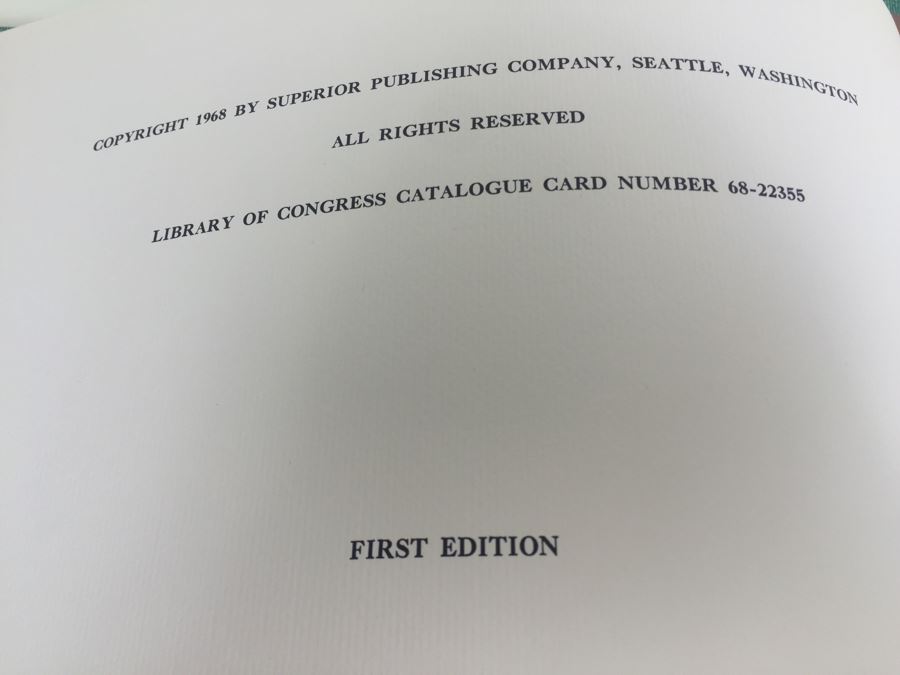 COPYRIGHT 1968 BY SUPERIOR PUBLISHING COMPANY, SEATTLE, WASHINGTON
ALL RIGHTS RESERVED
LIBRARY OF CONGRESS CATALOGUE CARD NUMBER 68-22355
FIRST EDITION